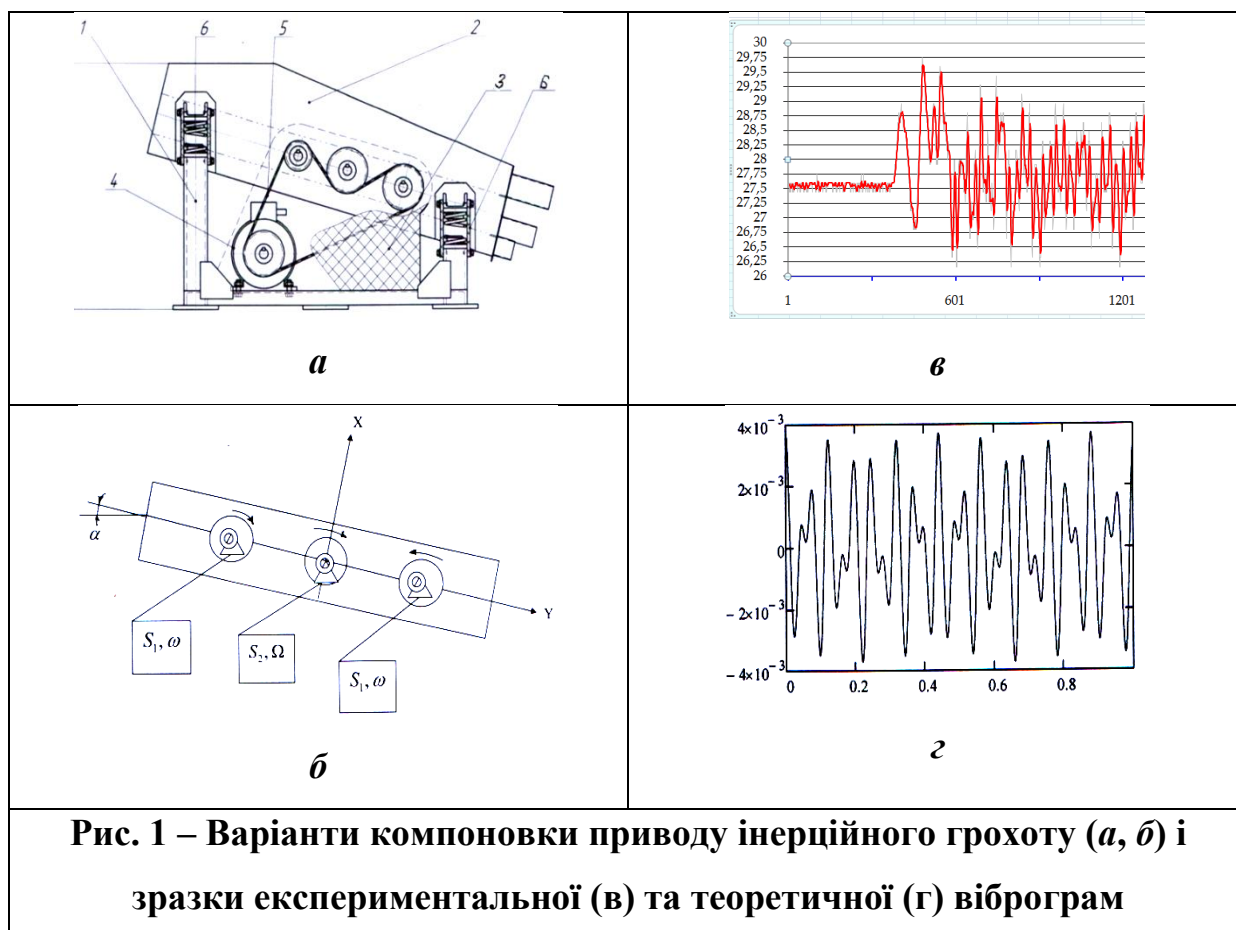 1 6 5 2
3 6
4
а
30
29,75
29,5
29,25
29
28,75
28,5
28,25
28
27,75
27,5
27,25
27
26,75
26,5
26,25
26
1 601 1201
в
X
α
Y
S₁, ω
S₂, Ω
S₁, ω
б
4×10⁻³
2×10⁻³
0
− 2×10⁻³
− 4×10⁻³
0 0.2 0.4 0.6 0.8
г
Рис. 1 – Варіанти компоновки приводу інерційного грохоту (а, б) і
зразки експериментальної (в) та теоретичної (г) віброграм